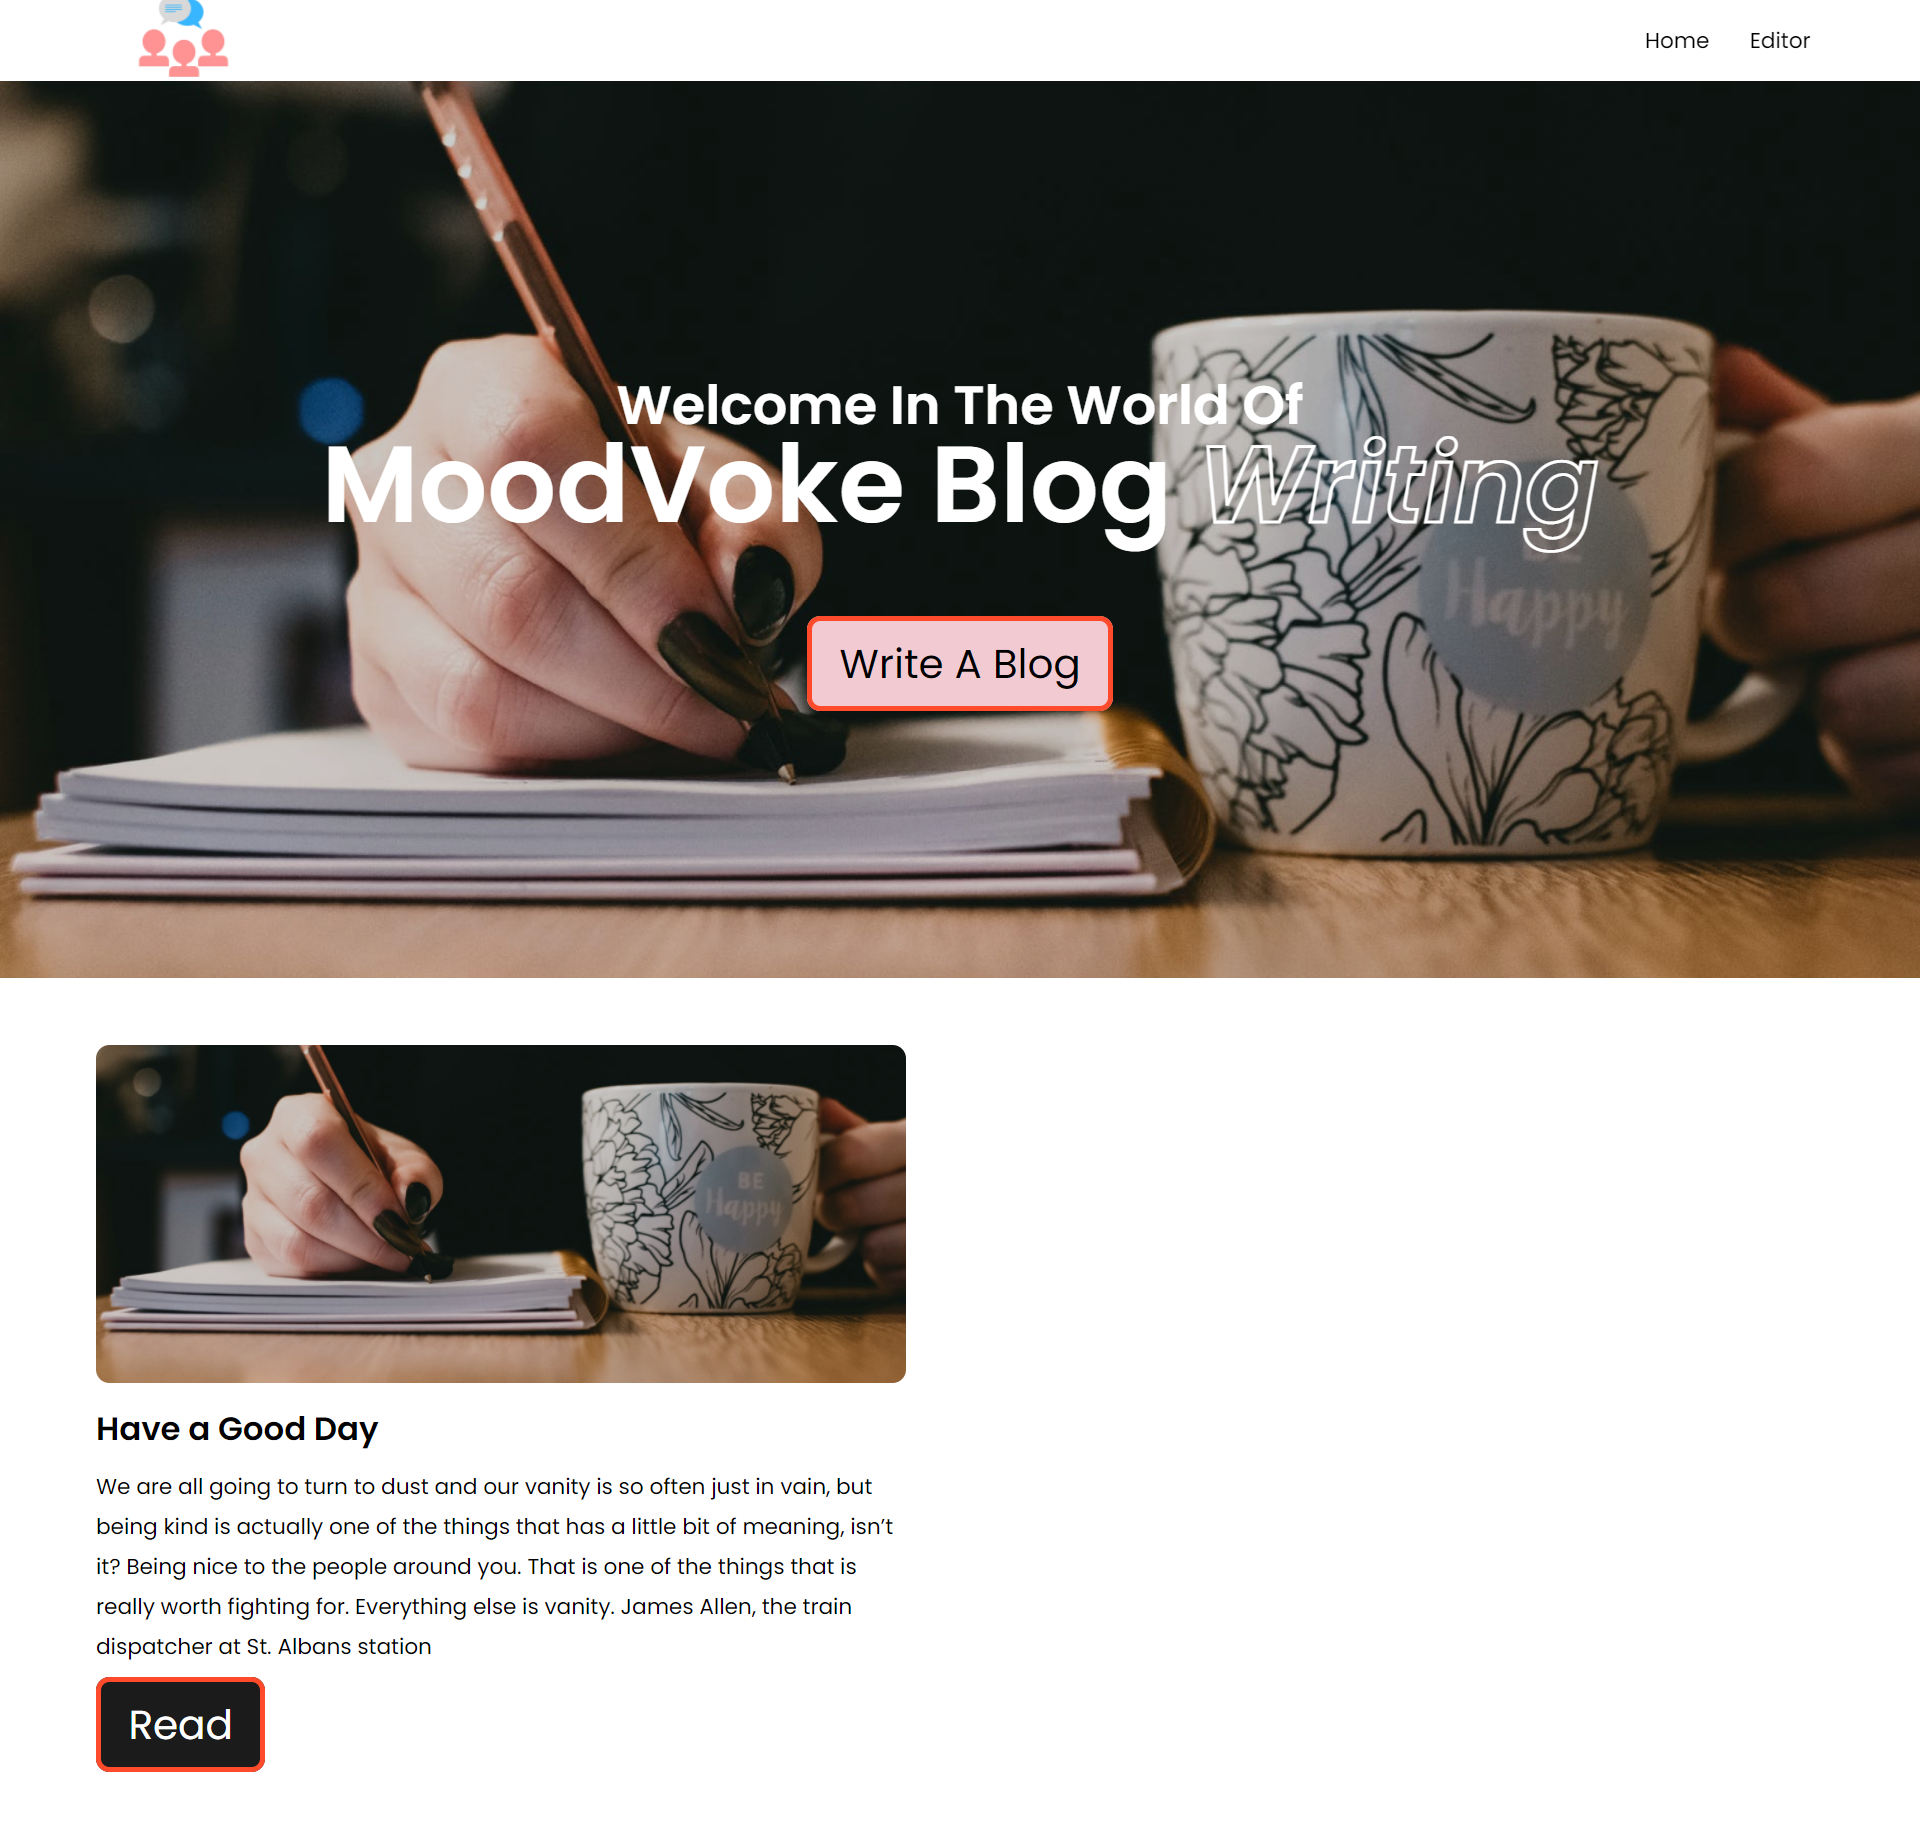 Home Editor
Welcome In The World Of
MoodVoke Blog Writing
BE
Happy
Write A Blog
BE
Happy
Have a Good Day
We are all going to turn to dust and our vanity is so often just in vain, but
being kind is actually one of the things that has a little bit of meaning, isn’t
it? Being nice to the people around you. That is one of the things that is
really worth fighting for. Everything else is vanity. James Allen, the train
dispatcher at St. Albans station
Read